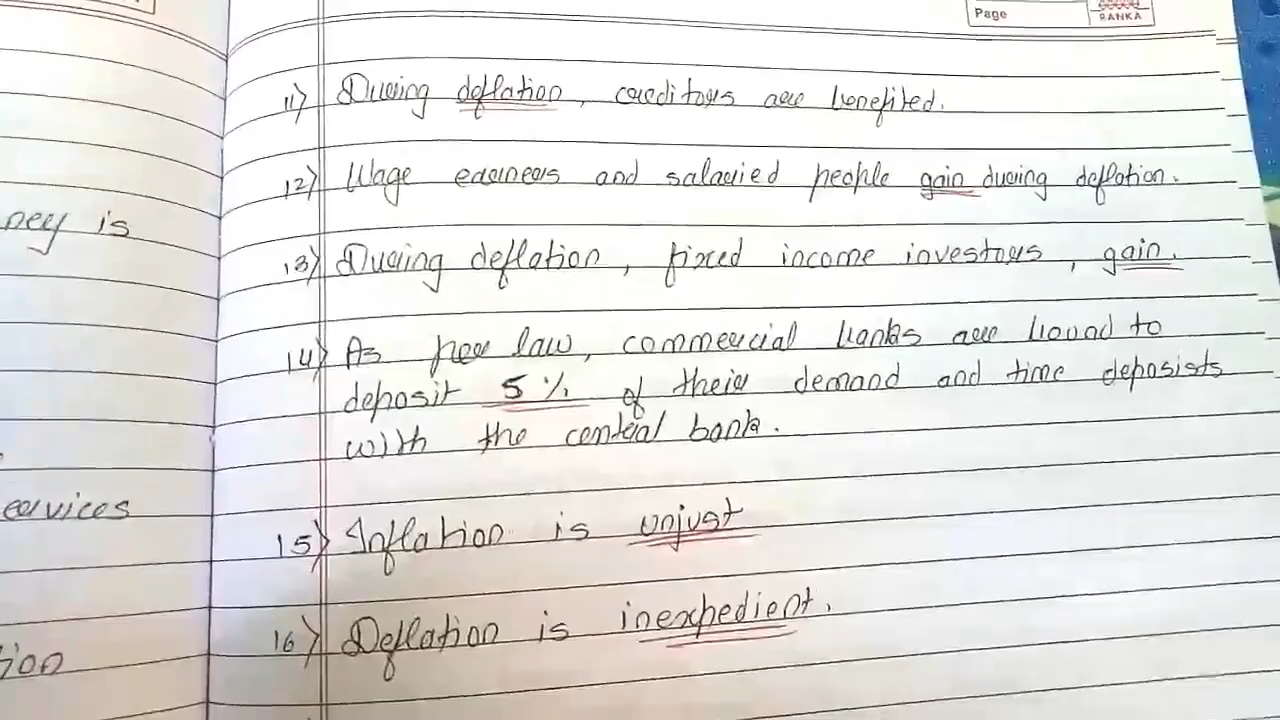 Page
RANKA
11) During deflation, creditors are benefited.
12) Wage earners and salaried people gain during deflation.
13) During deflation, fixed income investors, gain.
14) As per law, commercial banks are bound to
deposit 5% of their demand and time deposists
with the central bank.
15) Inflation is unjust
16) Deflation is inexpedient.
ney is
ervices
tion